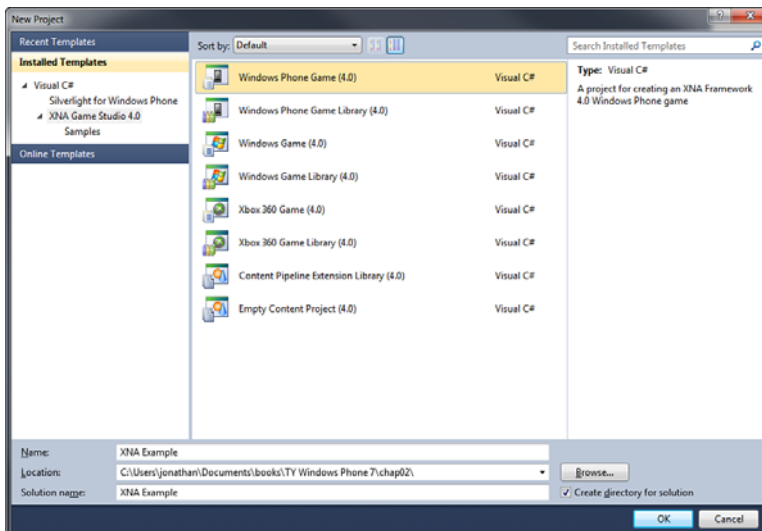 New Project
Recent Templates
Installed Templates
Visual C#
Silverlight for Windows Phone
XNA Game Studio 4.0
Samples
Online Templates
Sort by: Default
Windows Phone Game (4.0) Visual C#
Windows Phone Game Library (4.0) Visual C#
Windows Game (4.0) Visual C#
Windows Game Library (4.0) Visual C#
Xbox 360 Game (4.0) Visual C#
Xbox 360 Game Library (4.0) Visual C#
Content Pipeline Extension Library (4.0) Visual C#
Empty Content Project (4.0) Visual C#
Search Installed Templates
Type: Visual C#
A project for creating an XNA Framework
4.0 Windows Phone game
Name: XNA Example
Location: C:\Users\jonathan\Documents\books\TY Windows Phone 7\chap02\ Browse...
Solution name: XNA Example Create directory for solution
OK Cancel